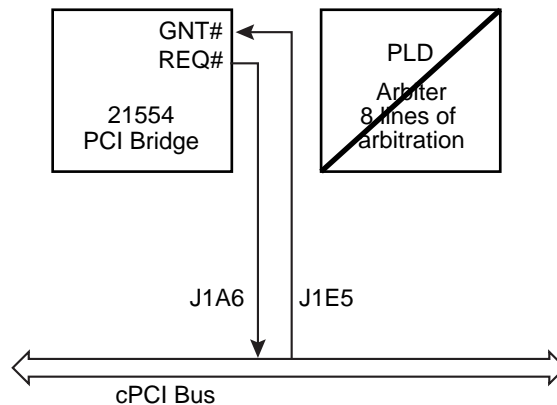 GNT#
REQ#
21554
PCI Bridge
PLD
Arbiter
8 lines of
arbitration
J1A6
J1E5
cPCI Bus